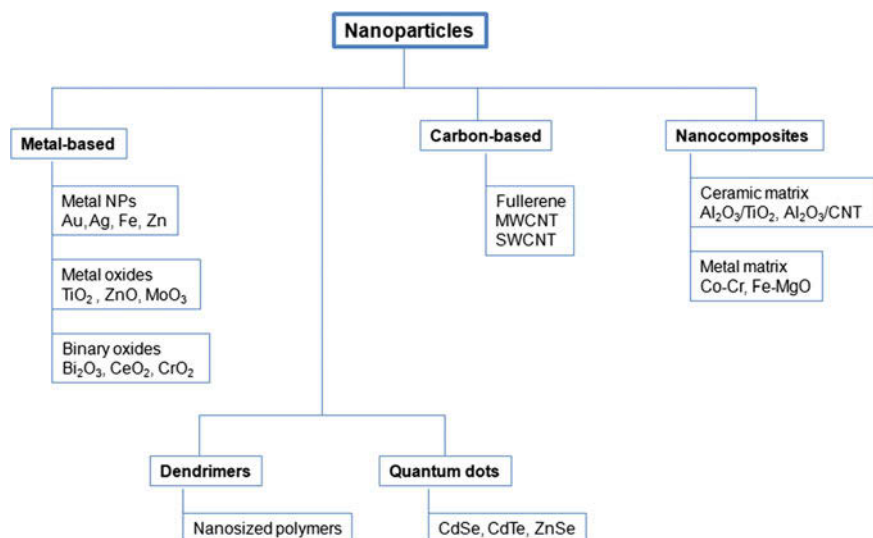 Nanoparticles
Metal-based
Carbon-based
Nanocomposites
Metal NPs
Au, Ag, Fe, Zn
Metal oxides
TiO₂ , ZnO, MoO₃
Binary oxides
Bi₂O₃, CeO₂, CrO₂
Fullerene
MWCNT
SWCNT
Ceramic matrix
Al₂O₃/TiO₂, Al₂O₃/CNT
Metal matrix
Co-Cr, Fe-MgO
Dendrimers
Quantum dots
Nanosized polymers
CdSe, CdTe, ZnSe